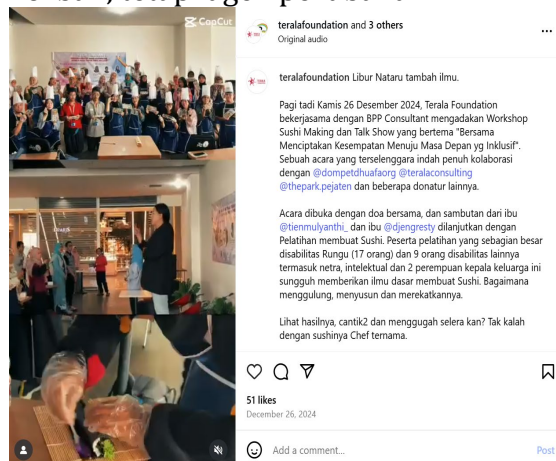 CapCut
teralafoundation and 3 others
Original audio
teralafoundation Libur Nataru tambah ilmu.
Pagi tadi Kamis 26 Desember 2024, Terala Foundation
bekerjasama dengan BPP Consultant mengadakan Workshop
Sushi Making dan Talk Show yang bertema "Bersama
Menciptakan Kesempatan Menuju Masa Depan yg Inklusif".
Sebuah acara yang terselenggara indah penuh kolaborasi
dengan @dompetdhuafaorg @teralaconsulting
@thepark.pejaten dan beberapa donatur lainnya.
Acara dibuka dengan doa bersama, dan sambutan dari ibu
@tienmulyanthi_ dan ibu @djengresty dilanjutkan dengan
Pelatihan membuat Sushi. Peserta pelatihan yang sebagian besar
disabilitas Rungu (17 orang) dan 9 orang disabilitas lainnya
termasuk netra, intelektual dan 2 perempuan kepala keluarga ini
sungguh memberikan ilmu dasar membuat Sushi. Bagaimana
menggulung, menyusun dan merekatkannya.
Lihat hasilnya, cantik2 dan menggugah selera kan? Tak kalah
dengan sushinya Chef ternama.
51 likes
December 26, 2024
Add a comment...
Post